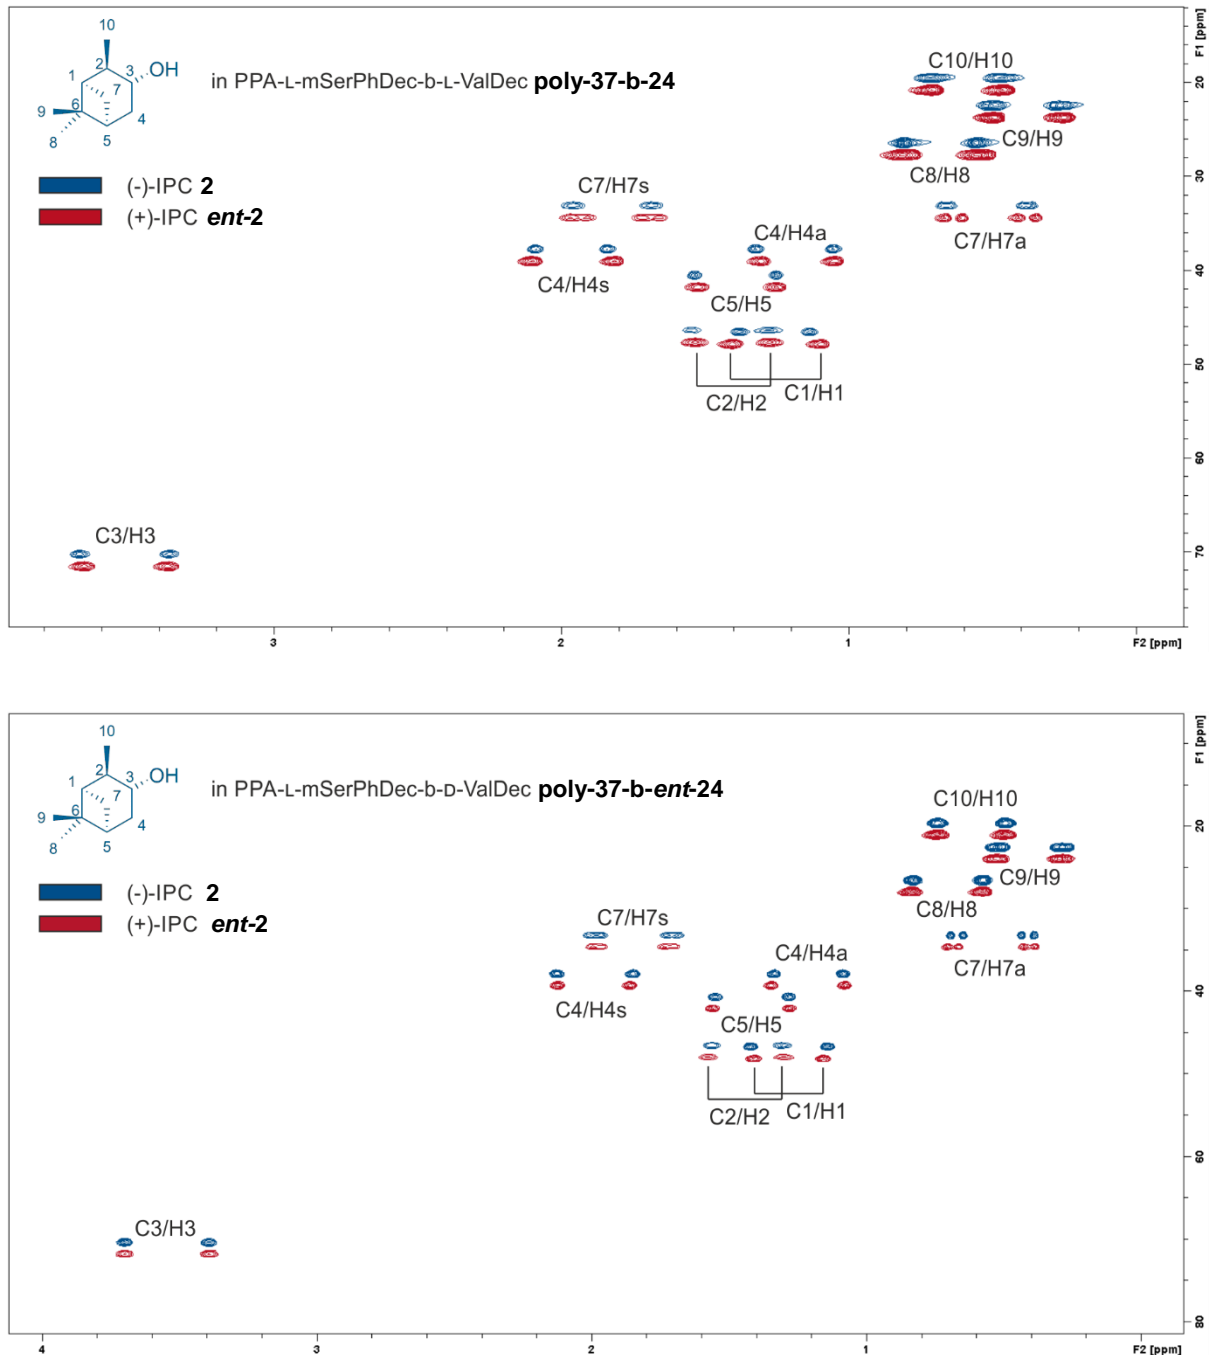 10
2
3
OH
1
7
6
9
4
8
5
in PPA-L-mSerPhDec-b-L-ValDec poly-37-b-24
(-)-IPC 2
(+)-IPC ent-2
C10/H10
C9/H9
C8/H8
C7/H7s
C7/H7a
C4/H4a
C4/H4s
C5/H5
C1/H1
C2/H2
C3/H3
F1 [ppm]
20
30
40
50
60
70
3
2
1
F2 [ppm]
10
2
3
OH
1
7
6
9
4
8
5
in PPA-L-mSerPhDec-b-D-ValDec poly-37-b-ent-24
(-)-IPC 2
(+)-IPC ent-2
C10/H10
C9/H9
C8/H8
C7/H7s
C7/H7a
C4/H4a
C4/H4s
C5/H5
C2/H2
C1/H1
C3/H3
F1 [ppm]
20
40
60
80
4
3
2
1
F2 [ppm]